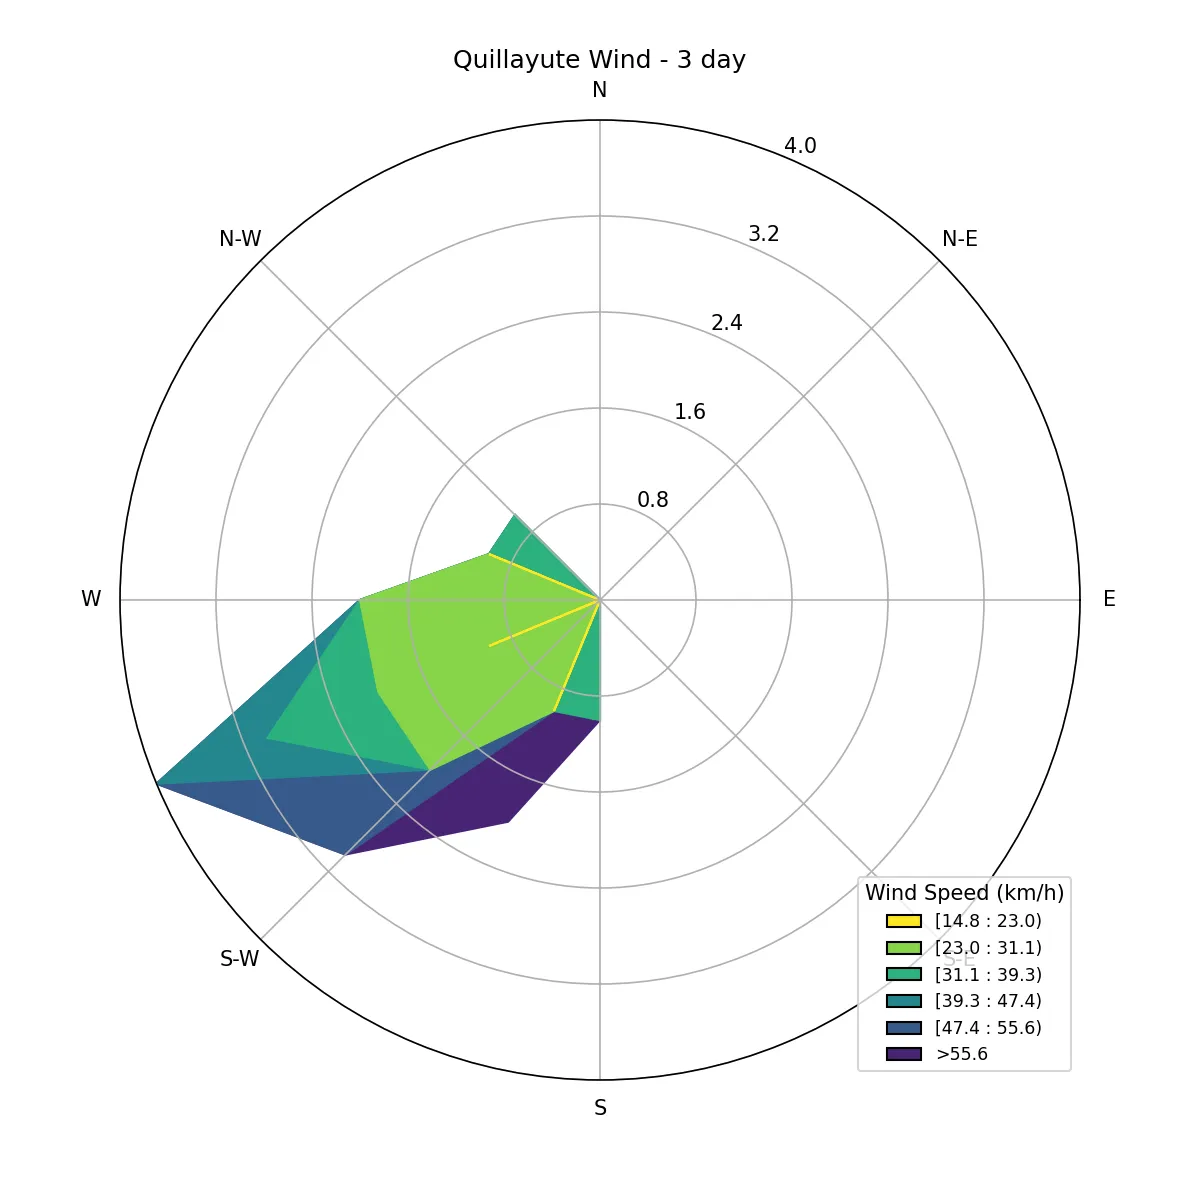 Quillayute Wind - 3 day
N
4.0
N-W
N-E
3.2
2.4
1.6
0.8
W
E
Wind Speed (km/h)
[14.8 : 23.0)
[23.0 : 31.1)
S-W
S-E
[31.1 : 39.3)
[39.3 : 47.4)
[47.4 : 55.6)
>55.6
S